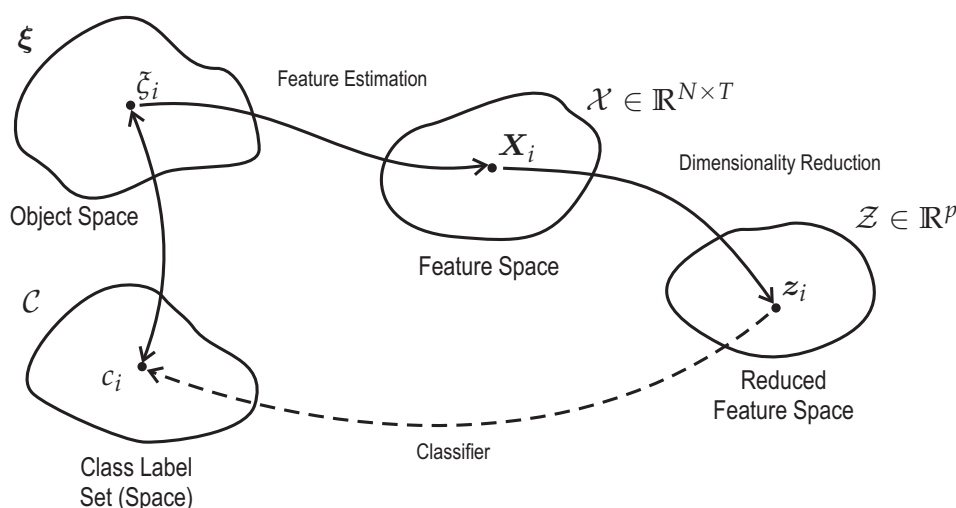 ξ
ξ_i
Feature Estimation
𝒳 ∈ ℝ^{N×T}
X_i
Dimensionality Reduction
Object Space
𝒵 ∈ ℝ^p
Feature Space
𝒞
z_i
c_i
Reduced
Feature Space
Classifier
Class Label
Set (Space)